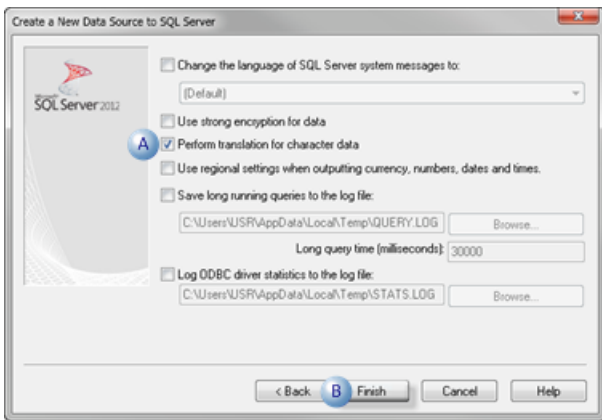 Create a New Data Source to SQL Server
Microsoft
SQL Server 2012
Change the language of SQL Server system messages to:
(Default)
Use strong encryption for data
A
Perform translation for character data
Use regional settings when outputting currency, numbers, dates and times.
Save long running queries to the log file:
C:\Users\USR\AppData\Local\Temp\QUERY.LOG Browse...
Long query time (milliseconds): 30000
Log ODBC driver statistics to the log file:
C:\Users\USR\AppData\Local\Temp\STATS.LOG Browse...
< Back B Finish Cancel Help